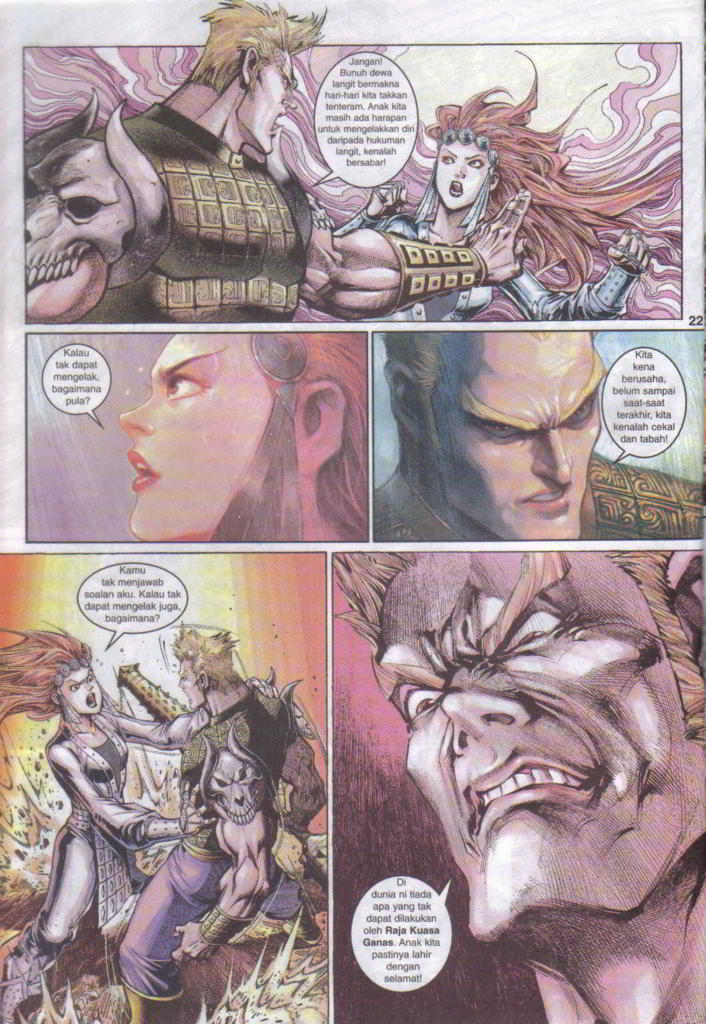 Jangan!
Bunuh dewa
langit bermakna
hari-hari kita takkan
tenteram. Anak kita
masih ada harapan
untuk mengelakkan diri
daripada hukuman
langit, kenalah
bersabar!
22
Kalau
tak dapat
mengelak,
bagaimana
pula?
Kita
kena
berusaha,
belum sampai
saat-saat
terakhir, kita
kenalah cekal
dan tabah!
Kamu
tak menjawab
soalan aku. Kalau tak
dapat mengelak juga,
bagaimana?
Di
dunia ni tiada
apa yang tak
dapat dilakukan
oleh Raja Kuasa
Ganas. Anak kita
pastinya lahir
dengan
selamat!